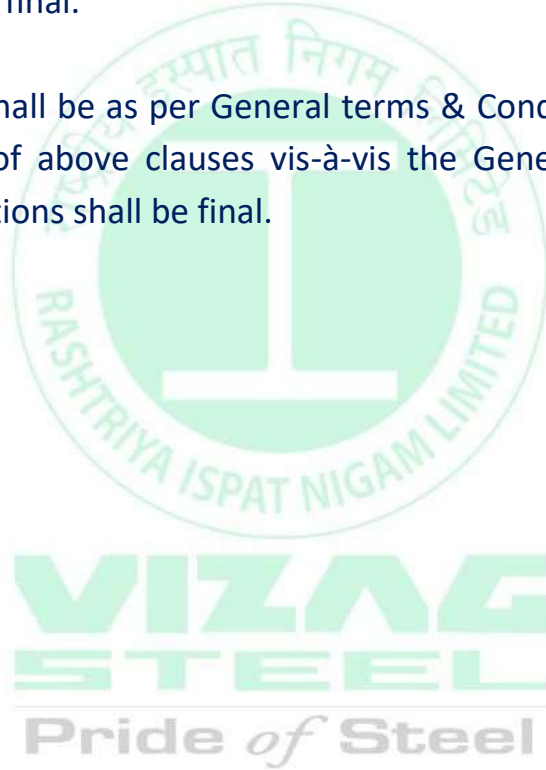 final.
hall be as per General terms & Cond
of above clauses vis-à-vis the Gene
tions shall be final.
राष्ट्रीय इस्पात निगम लिमिटेड
RASHTRIYA ISPAT NIGAM LIMITED
VIZAG
STEEL
Pride of Steel